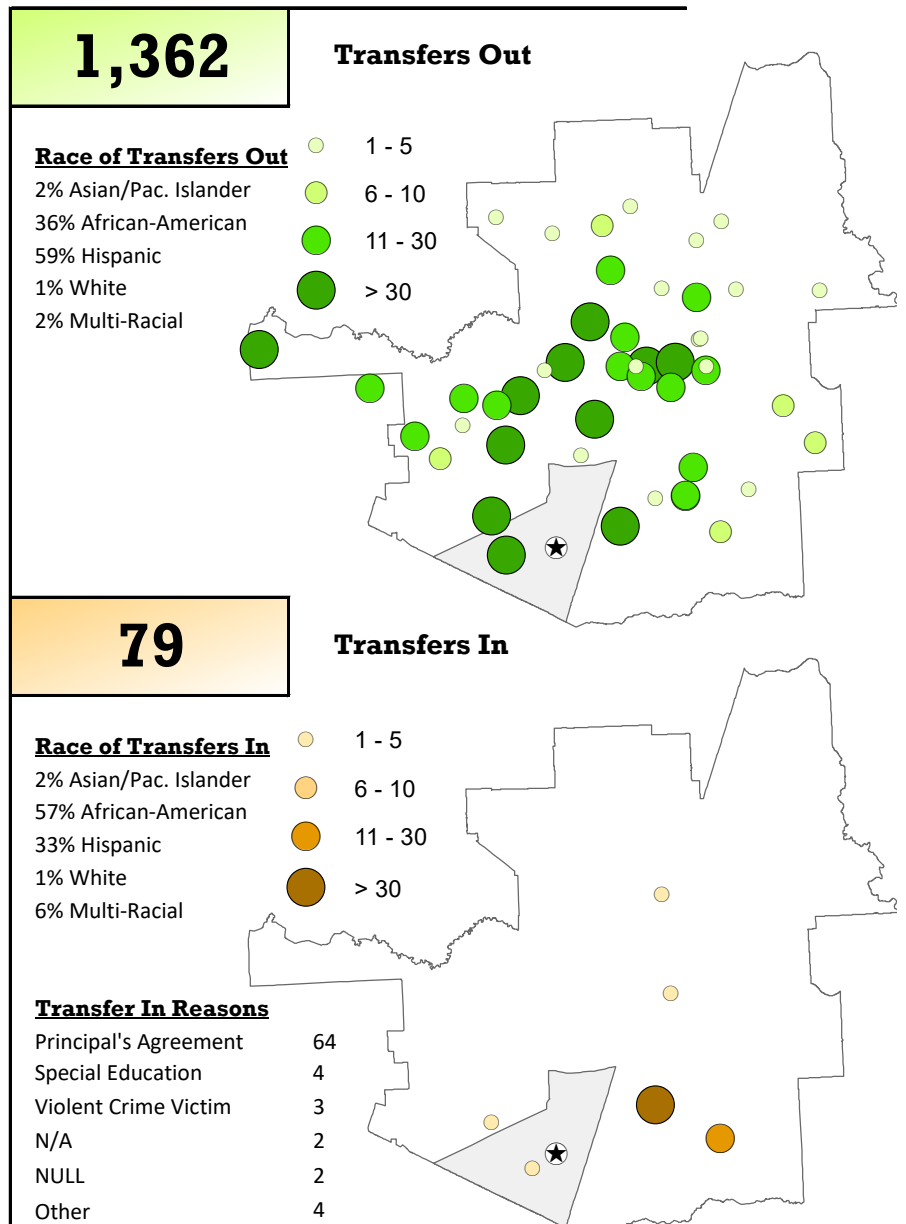 1,362
Transfers Out
Race of Transfers Out
2% Asian/Pac. Islander
36% African-American
59% Hispanic
1% White
2% Multi-Racial
1 - 5
6 - 10
11 - 30
> 30
79
Transfers In
Race of Transfers In
2% Asian/Pac. Islander
57% African-American
33% Hispanic
1% White
6% Multi-Racial
1 - 5
6 - 10
11 - 30
> 30
Transfer In Reasons
Principal's Agreement 64
Special Education 4
Violent Crime Victim 3
N/A 2
NULL 2
Other 4